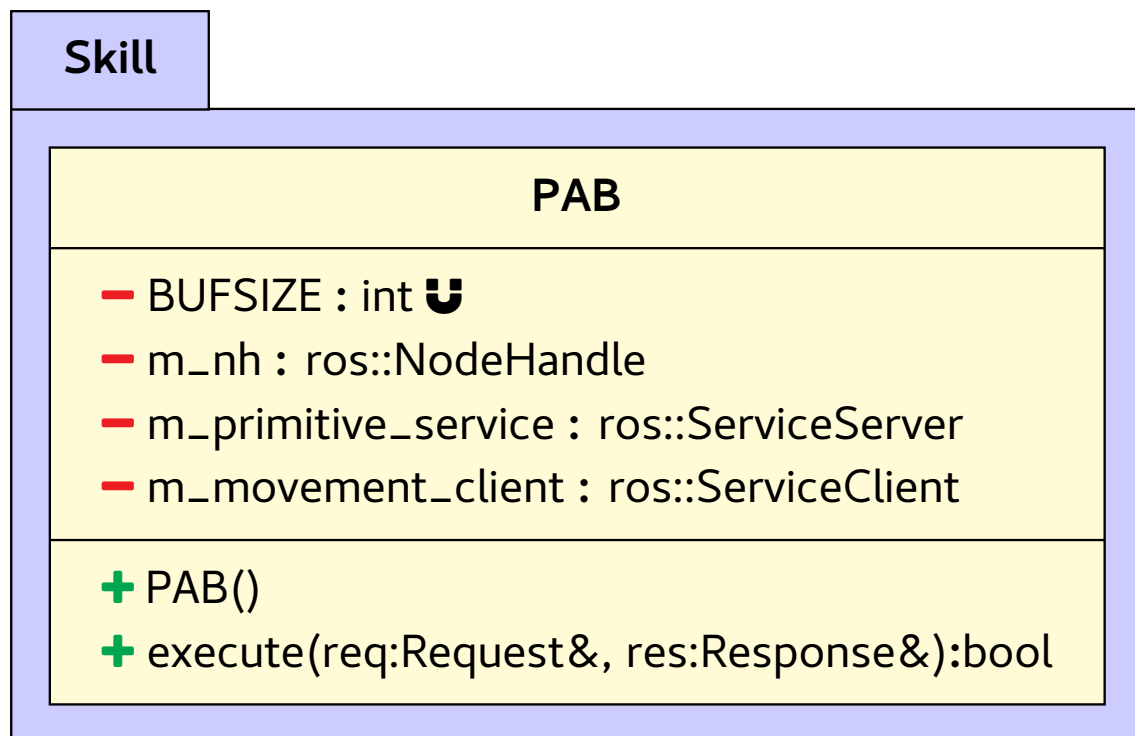 Skill
PAB
BUFSIZE : int
m_nh : ros::NodeHandle
m_primitive_service : ros::ServiceServer
m_movement_client : ros::ServiceClient
PAB()
execute(req:Request&, res:Response&):bool